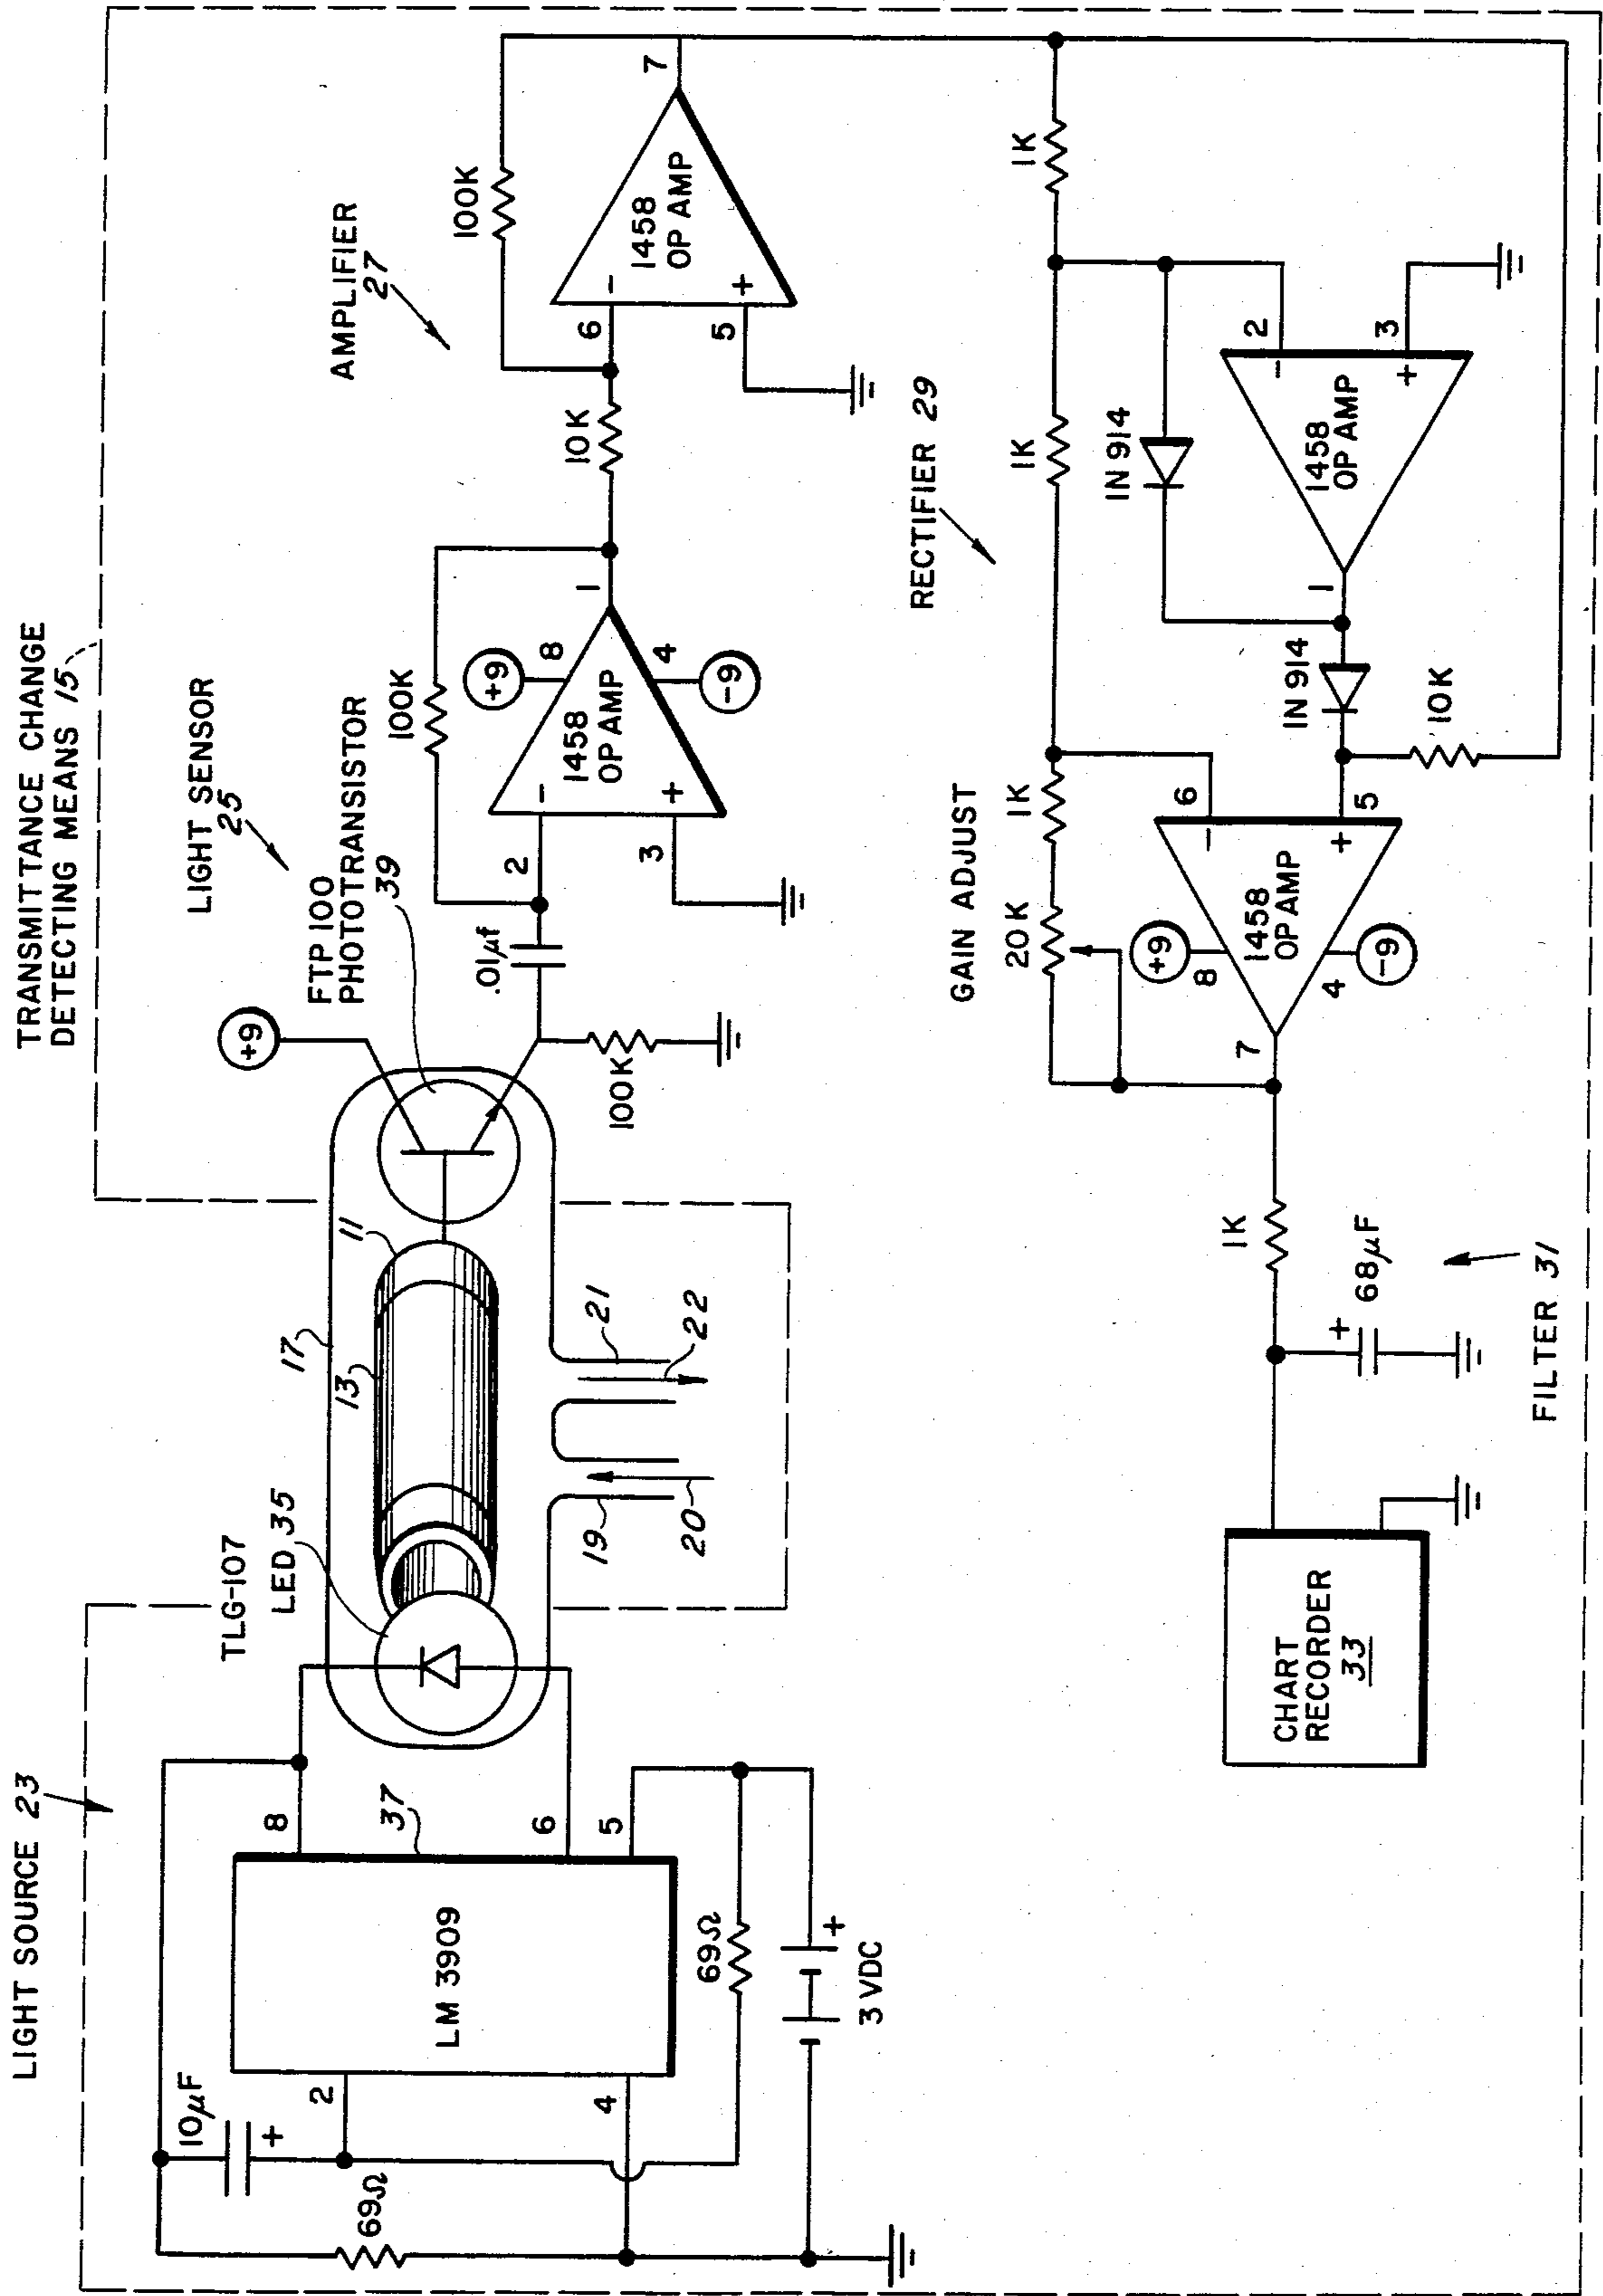 TRANSMITTANCE CHANGE
DETECTING MEANS 15
LIGHT SOURCE 23
LIGHT SENSOR
25
FTP 100
PHOTOTRANSISTOR
39
AMPLIFIER
27
10µF
+
2
69Ω
4
LM 3909
37
8
6
5
69Ω
+
3 VDC
TLG-107
LED 35
17
13
11
19
20
21
22
+9
100K
.01µf
2
3
-
+
1458
OP AMP
100K
+9
8
4
-9
1
10K
6
5
-
+
1458
OP AMP
100K
7
RECTIFIER 29
1K
1K
IN 914
2
3
-
+
1458
OP AMP
1
IN 914
10K
GAIN ADJUST
20K
1K
6
5
-
+
1458
OP AMP
+9
8
4
-9
7
1K
+
68µF
FILTER 31
CHART
RECORDER
33